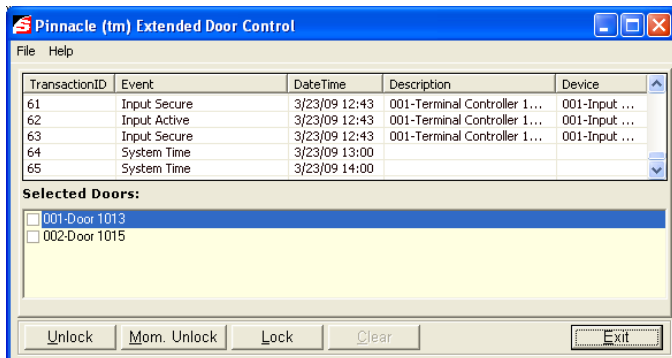 Pinnacle (tm) Extended Door Control
File Help
TransactionID Event DateTime Description Device
61 Input Secure 3/23/09 12:43 001-Terminal Controller 1... 001-Input ...
62 Input Active 3/23/09 12:43 001-Terminal Controller 1... 001-Input ...
63 Input Secure 3/23/09 12:43 001-Terminal Controller 1... 001-Input ...
64 System Time 3/23/09 13:00
65 System Time 3/23/09 14:00
Selected Doors:
001-Door 1013
002-Door 1015
Unlock Mom. Unlock Lock Clear Exit